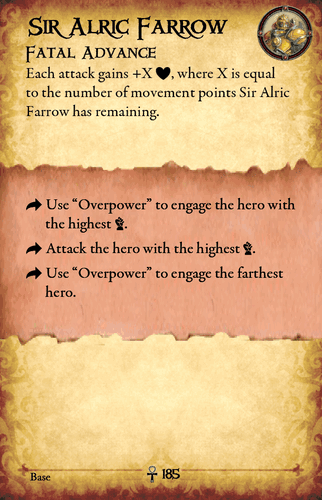 Sir Alric Farrow
Fatal Advance
Each attack gains +X ♥, where X is equal
to the number of movement points Sir Alric
Farrow has remaining.
Use “Overpower” to engage the hero with
the highest .
Attack the hero with the highest .
Use “Overpower” to engage the farthest
hero.
Base
185